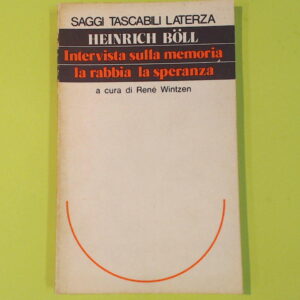 SAGGI TASCABILI LATERZA
HEINRICH BÖLL
Intervista sulla memoria
la rabbia la speranza
a cura di René Wintzen